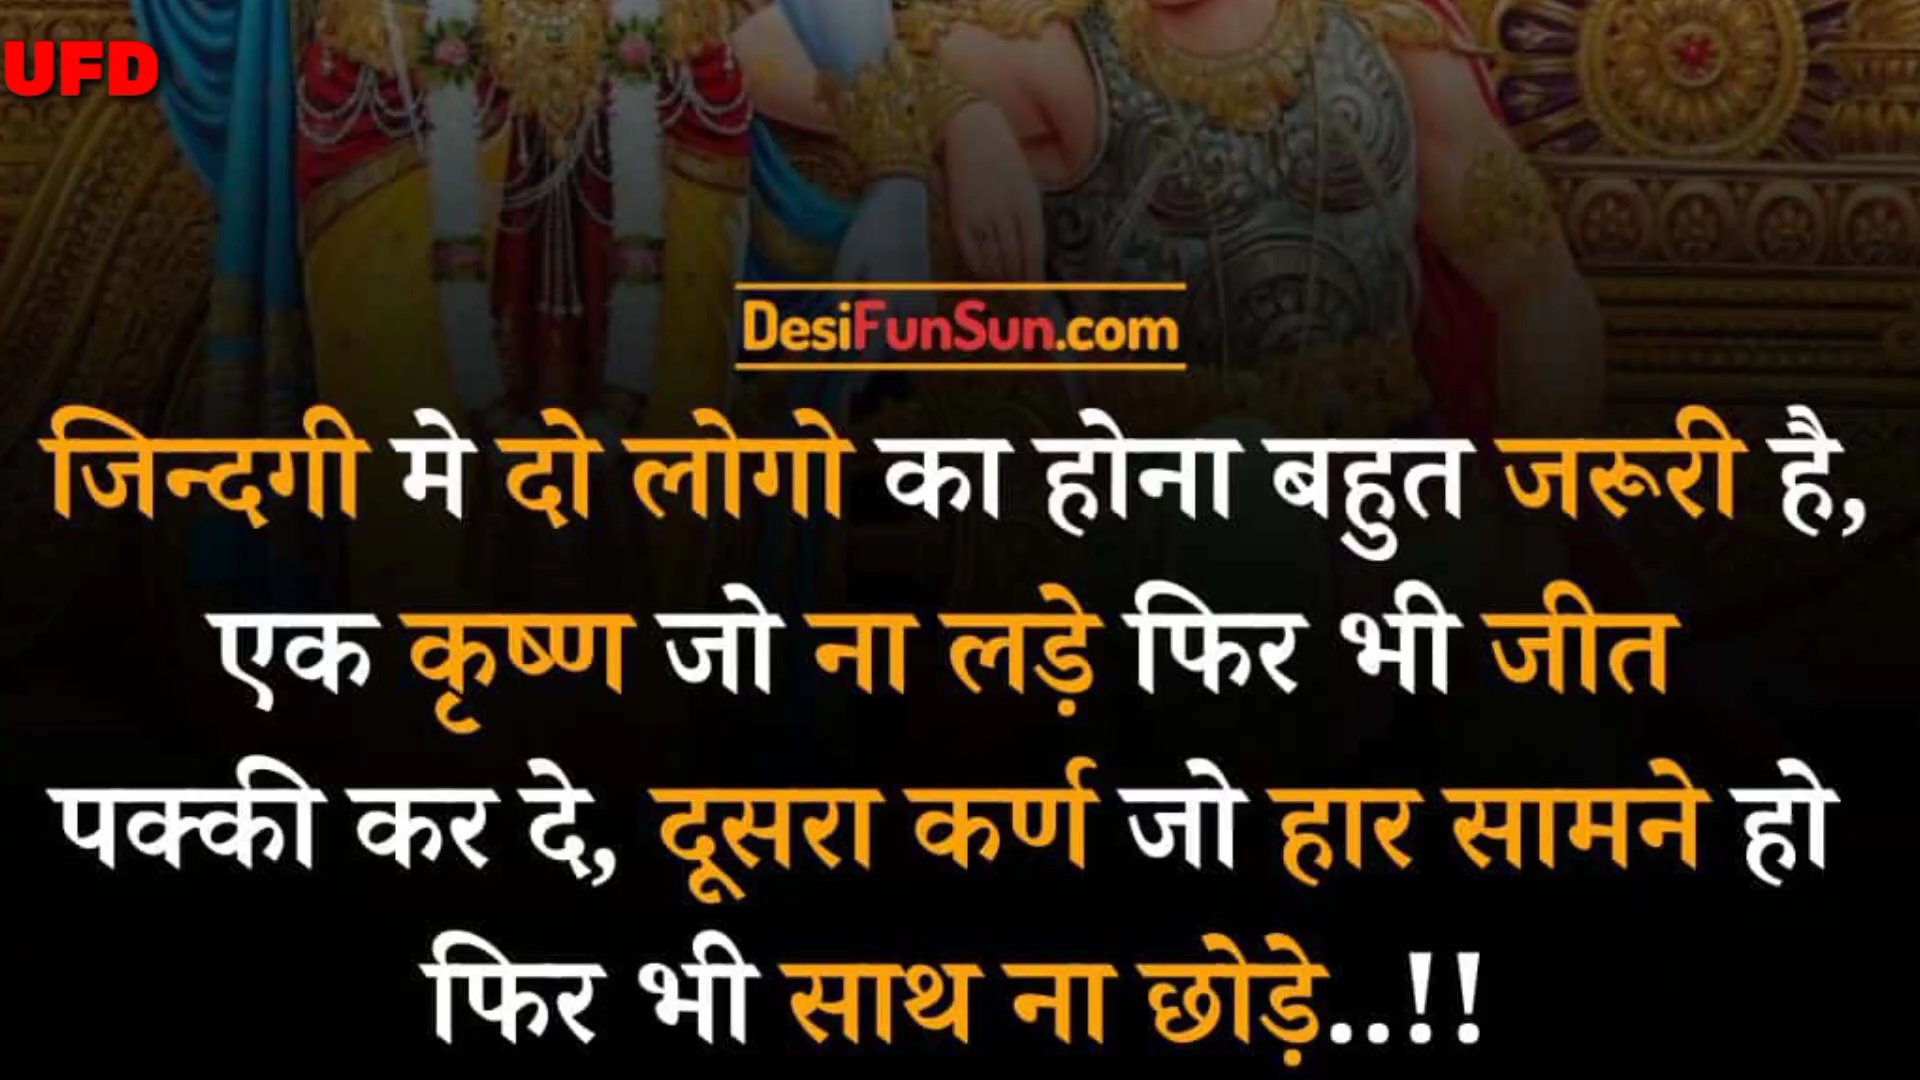 UFD
DesiFunSun.com
जिन्दगी मे दो लोगो का होना बहुत जरूरी है,
एक कृष्ण जो ना लड़े फिर भी जीत
पक्की कर दे, दूसरा कर्ण जो हार सामने हो
फिर भी साथ ना छोड़े..!!